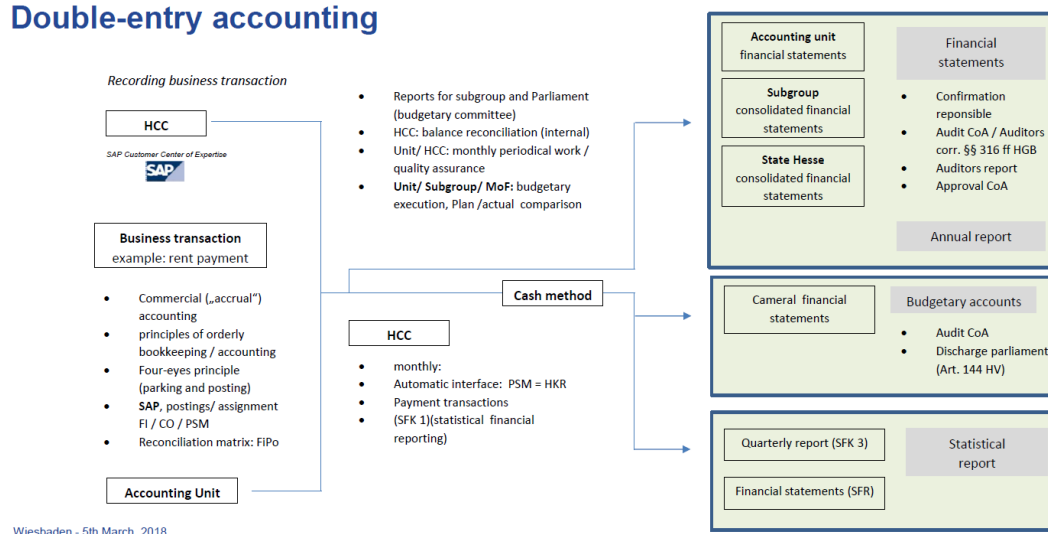 Double-entry accounting
Recording business transaction
HCC
SAP Customer Center of Expertise
SAP
Business transaction
example: rent payment
• Commercial („accrual“)
accounting
• principles of orderly
bookkeeping / accounting
• Four-eyes principle
(parking and posting)
• SAP, postings/ assignment
FI / CO / PSM
• Reconciliation matrix: FiPo
Accounting Unit
• Reports for subgroup and Parliament
(budgetary committee)
• HCC: balance reconciliation (internal)
• Unit/ HCC: monthly periodical work /
quality assurance
• Unit/ Subgroup/ MoF: budgetary
execution, Plan /actual comparison
Cash method
HCC
• monthly:
• Automatic interface: PSM = HKR
• Payment transactions
• (SFK 1)(statistical financial
reporting)
Accounting unit
financial statements
Subgroup
consolidated financial
statements
State Hesse
consolidated financial
statements
Financial
statements
• Confirmation
reponsible
• Audit CoA / Auditors
corr. §§ 316 ff HGB
• Auditors report
• Approval CoA
Annual report
Cameral financial
statements
Budgetary accounts
• Audit CoA
• Discharge parliament
(Art. 144 HV)
Quarterly report (SFK 3)
Financial statements (SFR)
Statistical
report
Wiesbaden - 5th March, 2018